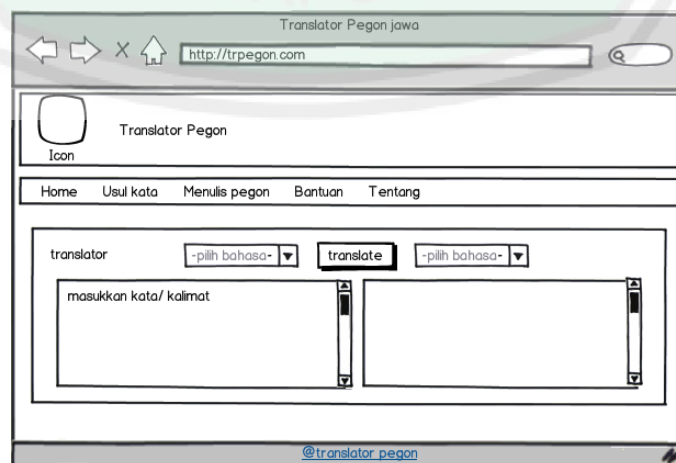 Translator Pegon jawa
http://trpegon.com
Translator Pegon
Icon
Home Usul kata Menulis pegon Bantuan Tentang
translator -pilih bahasa- translate -pilih bahasa-
masukkan kata/ kalimat
@translator pegon